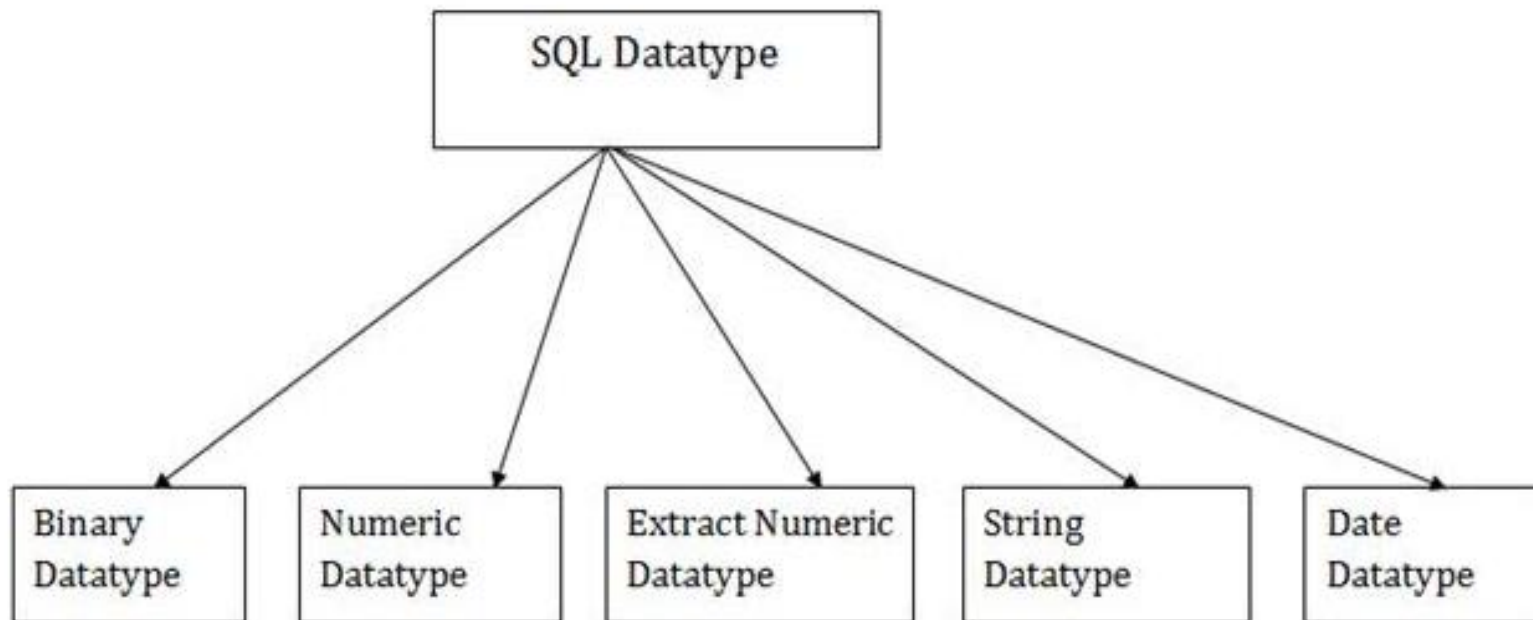 SQL Datatype
Binary
Datatype
Numeric
Datatype
Extract Numeric
Datatype
String
Datatype
Date
Datatype